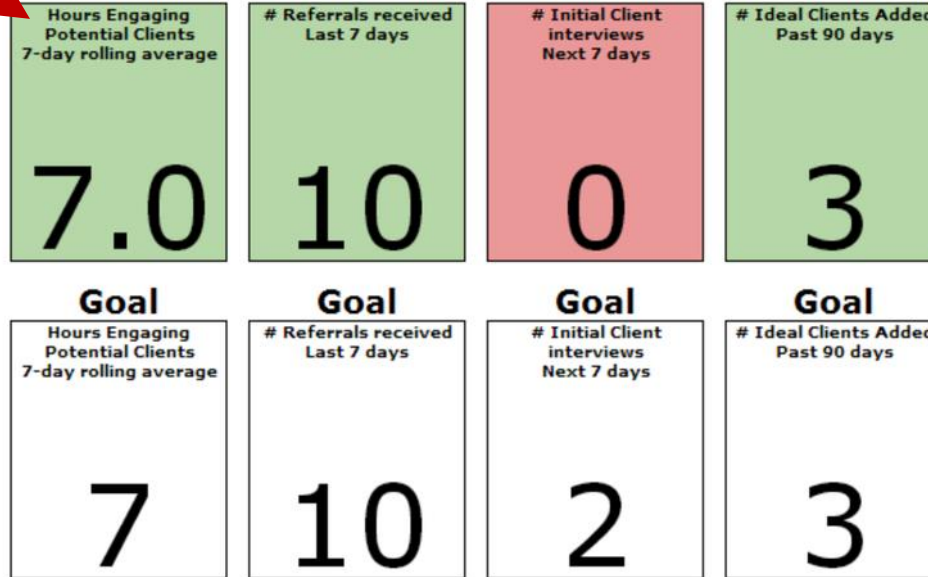 Hours Engaging
Potential Clients
7-day rolling average
7.0
# Referrals received
Last 7 days
10
# Initial Client
interviews
Next 7 days
0
# Ideal Clients Added
Past 90 days
3
Goal
Hours Engaging
Potential Clients
7-day rolling average
7
Goal
# Referrals received
Last 7 days
10
Goal
# Initial Client
interviews
Next 7 days
2
Goal
# Ideal Clients Added
Past 90 days
3